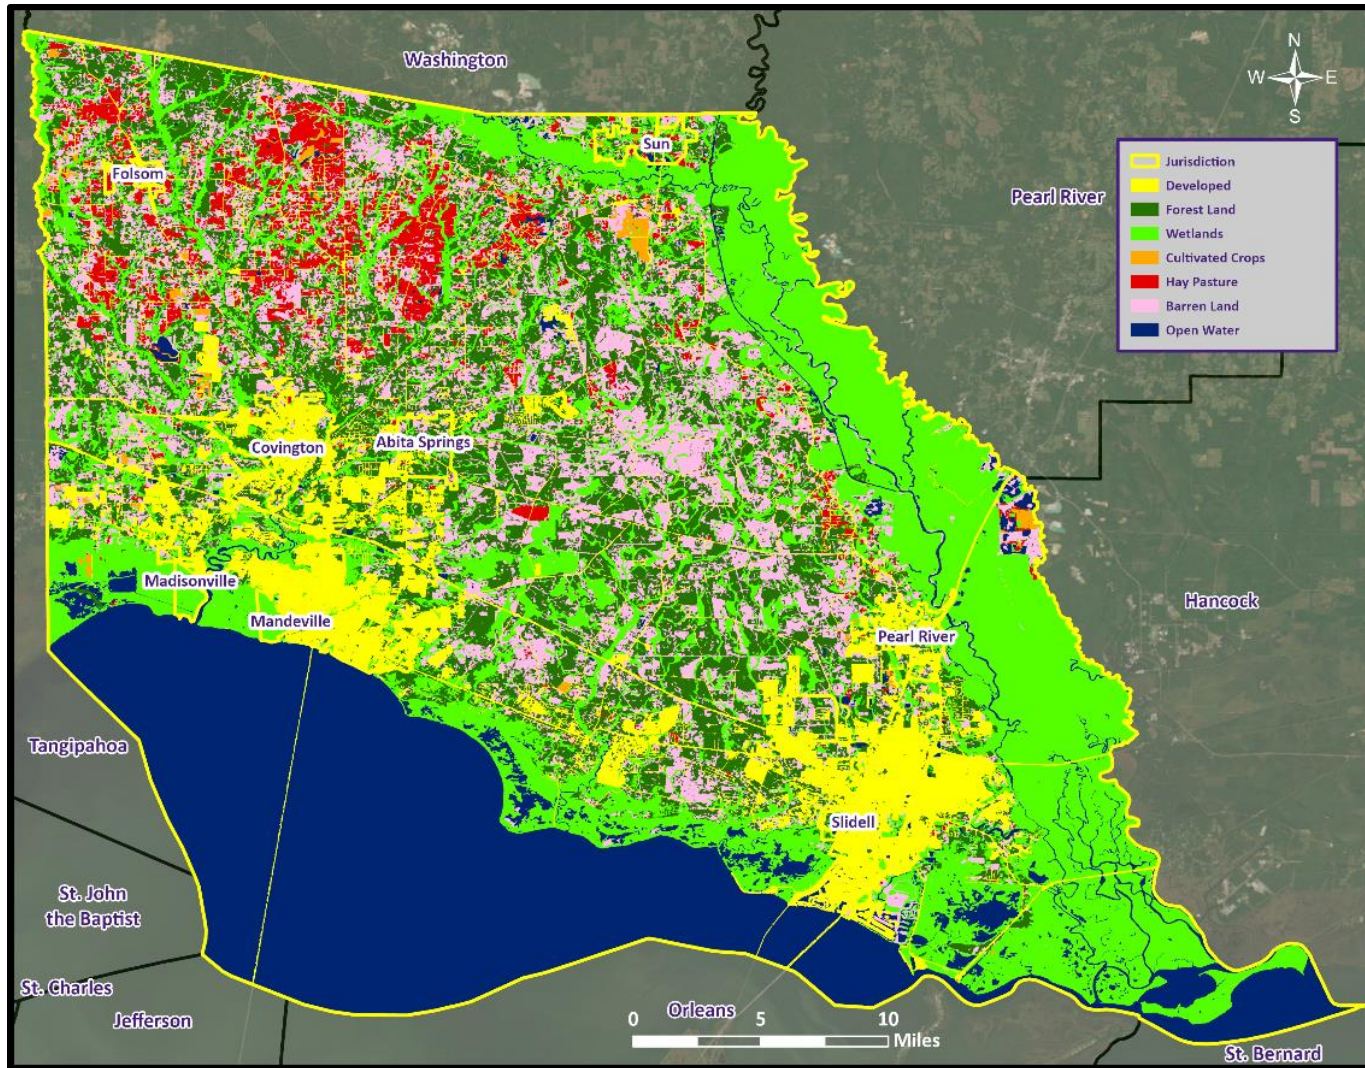 Washington
N
W E
S
Sun
Folsom
Pearl River
Jurisdiction
Developed
Forest Land
Wetlands
Cultivated Crops
Hay Pasture
Barren Land
Open Water
Covington
Abita Springs
Madisonville
Mandeville
Pearl River
Hancock
Tangipahoa
Slidell
St. John
the Baptist
St. Charles
Jefferson
Orleans
0 5 10
Miles
St. Bernard